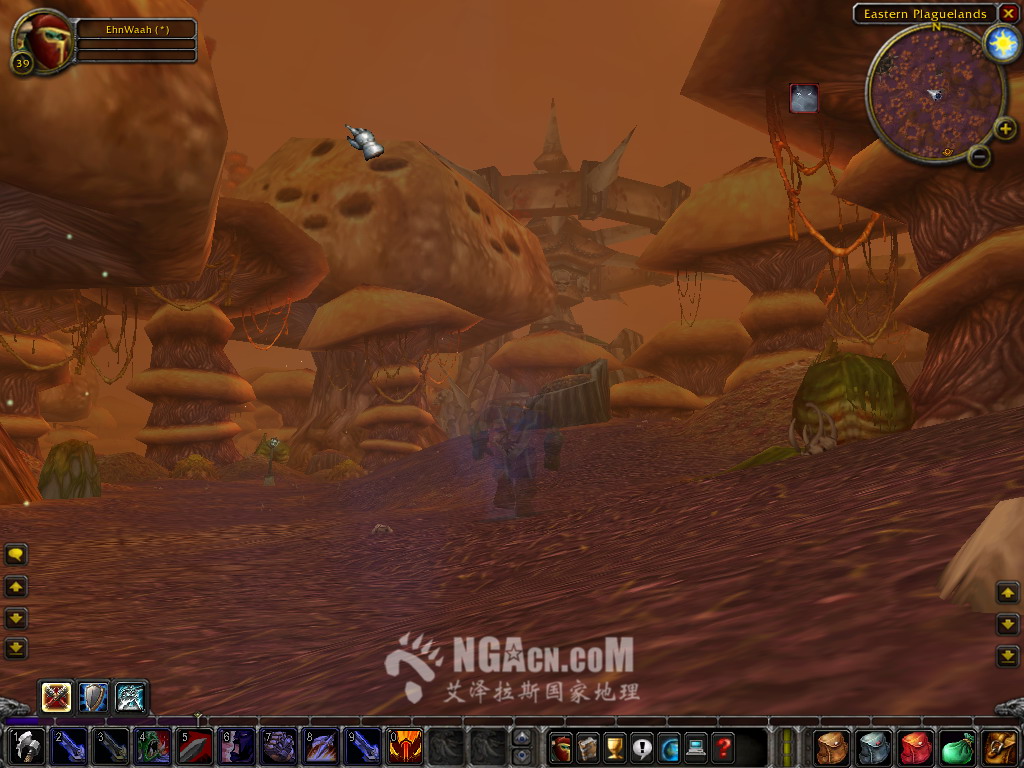 EhnWaah (*)
Eastern Plaguelands
N
39
NGACN.COM
艾泽拉斯国家地理
1 2 3 4 5 6 7 8 9 0